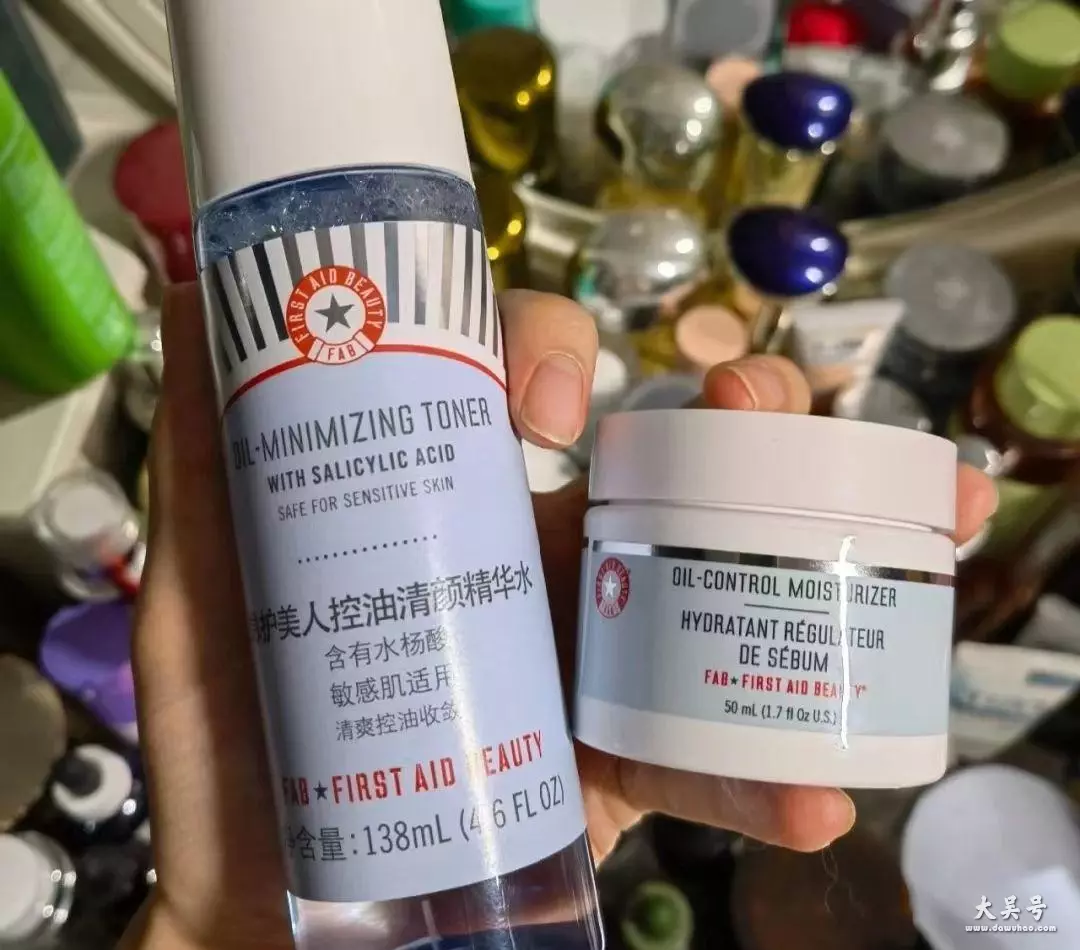 FIRST AID BEAUTY
FAB
OIL-MINIMIZING TONER
WITH SALICYLIC ACID
SAFE FOR SENSITIVE SKIN
护美人控油清颜精华水
含有水杨酸
敏感肌适用
清爽控油收敛
FAB★FIRST AID BEAUTY
含量:138mL (4.6 FL OZ)
FIRST AID BEAUTY
OIL-CONTROL MOISTURIZER
HYDRATANT RÉGULATEUR
DE SÉBUM
FAB★FIRST AID BEAUTY®
50 mL (1.7 fl Oz U.S.)
大吴号
www.dawuhao.com